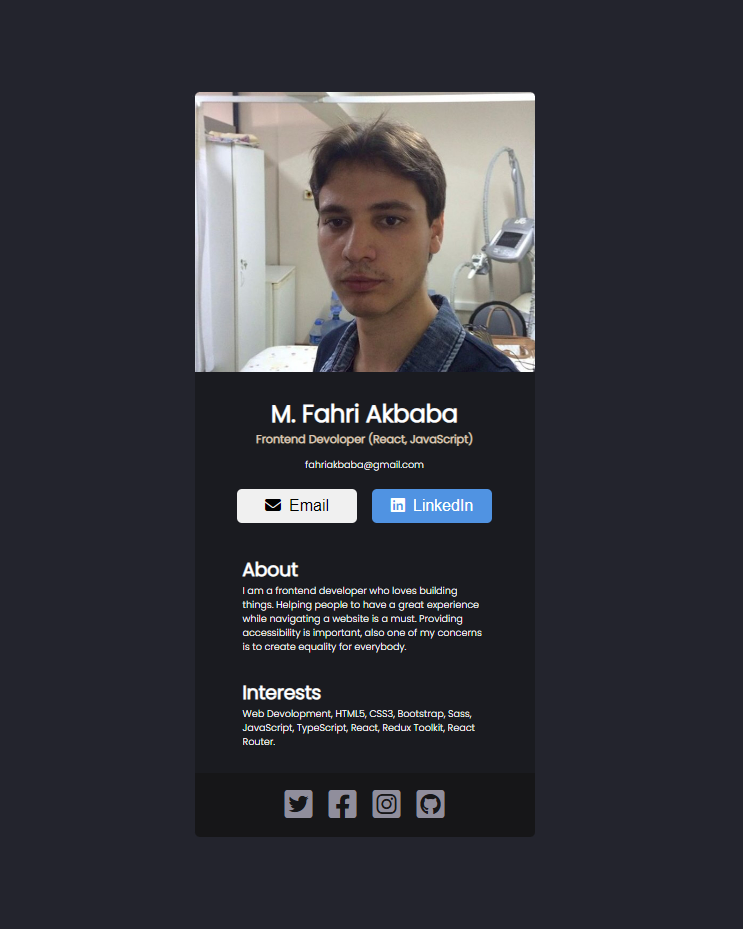 M. Fahri Akbaba
Frontend Devoloper (React, JavaScript)
fahriakbaba@gmail.com
Email
LinkedIn
About
I am a frontend developer who loves building
things. Helping people to have a great experience
while navigating a website is a must. Providing
accessibility is important, also one of my concerns
is to create equality for everybody.
Interests
Web Devolopment, HTML5, CSS3, Bootstrap, Sass,
JavaScript, TypeScript, React, Redux Toolkit, React
Router.